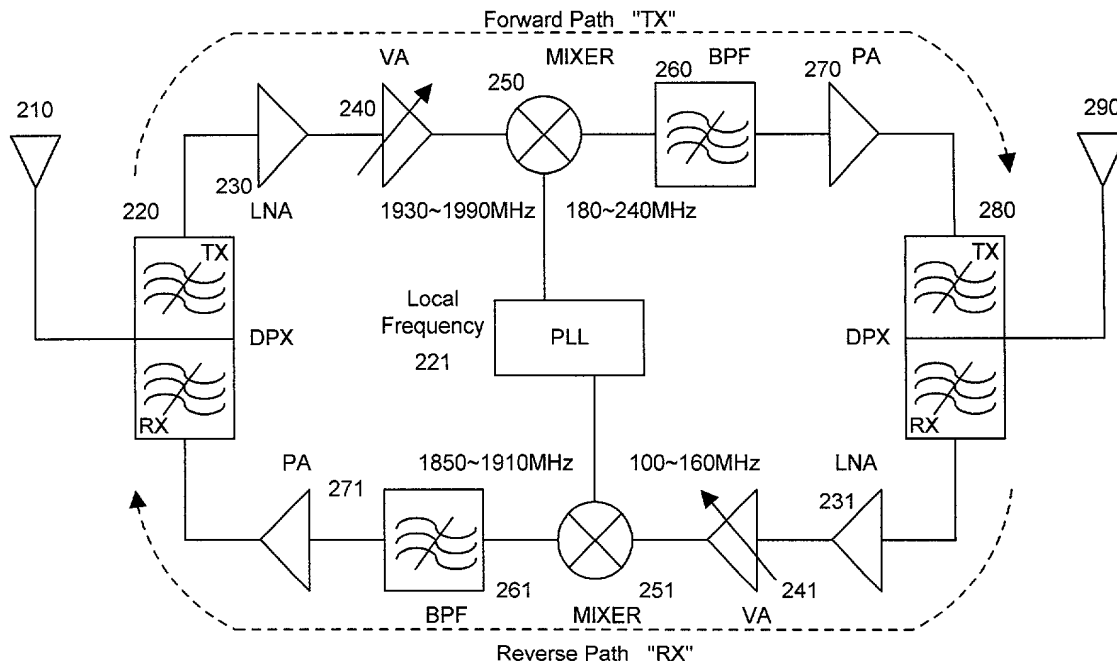 Forward Path "TX"
VA MIXER BPF PA
250 260 270
210 240 290
230
220 LNA 1930~1990MHz 180~240MHz 280
TX TX
Local
Frequency PLL
DPX DPX
221
RX RX
PA 1850~1910MHz 100~160MHz LNA
271 231
261 251 241
BPF MIXER VA
Reverse Path "RX"